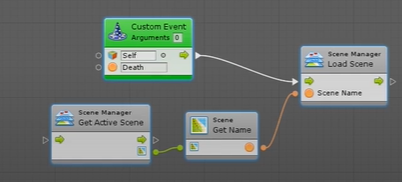 Custom Event
Arguments 0
Self
Death
Scene Manager
Load Scene
Scene Name
Scene Manager
Get Active Scene
Scene
Get Name